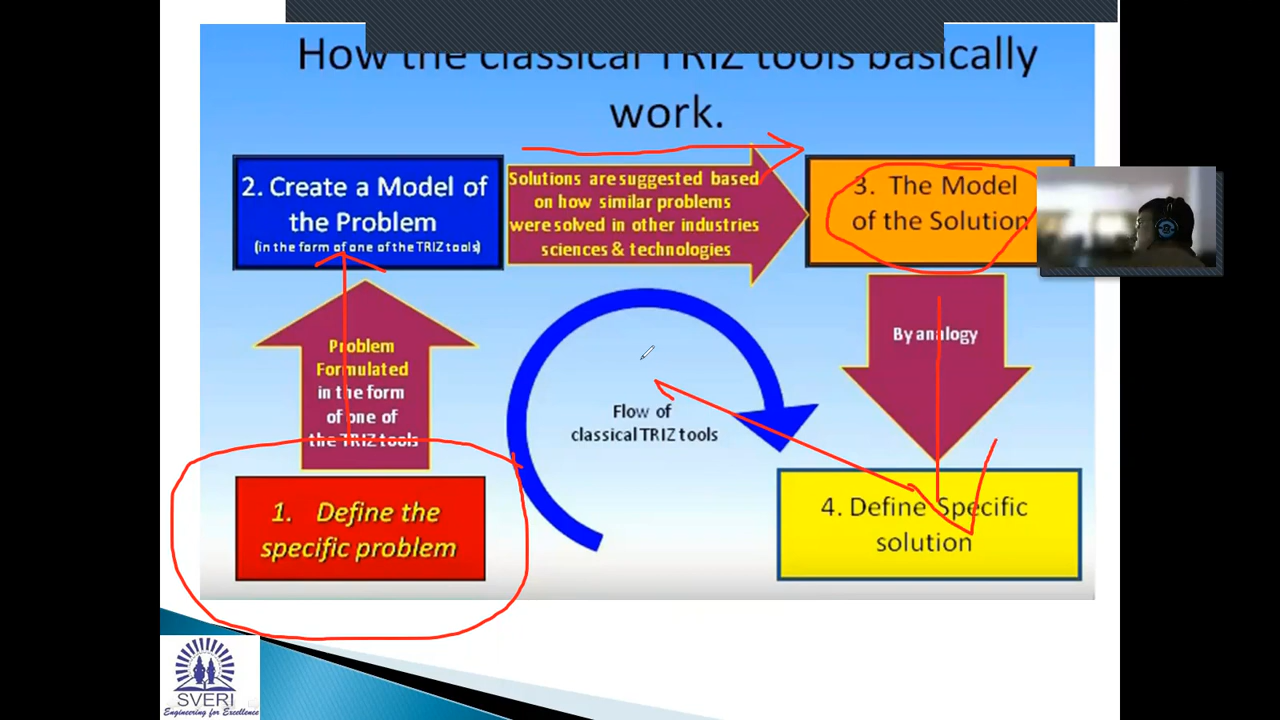 How the classical TRIZ tools basically
work.
2. Create a Model of
the Problem
(in the form of one of the TRIZ tools)
Solutions are suggested based
on how similar problems
were solved in other industries
sciences & technologies
3. The Model
of the Solution
Problem
Formulated
in the form
of one of
the TRIZ tools
By analogy
Flow of
classical TRIZ tools
1. Define the
specific problem
4. Define Specific
solution
SVERI
Engineering for Excellence